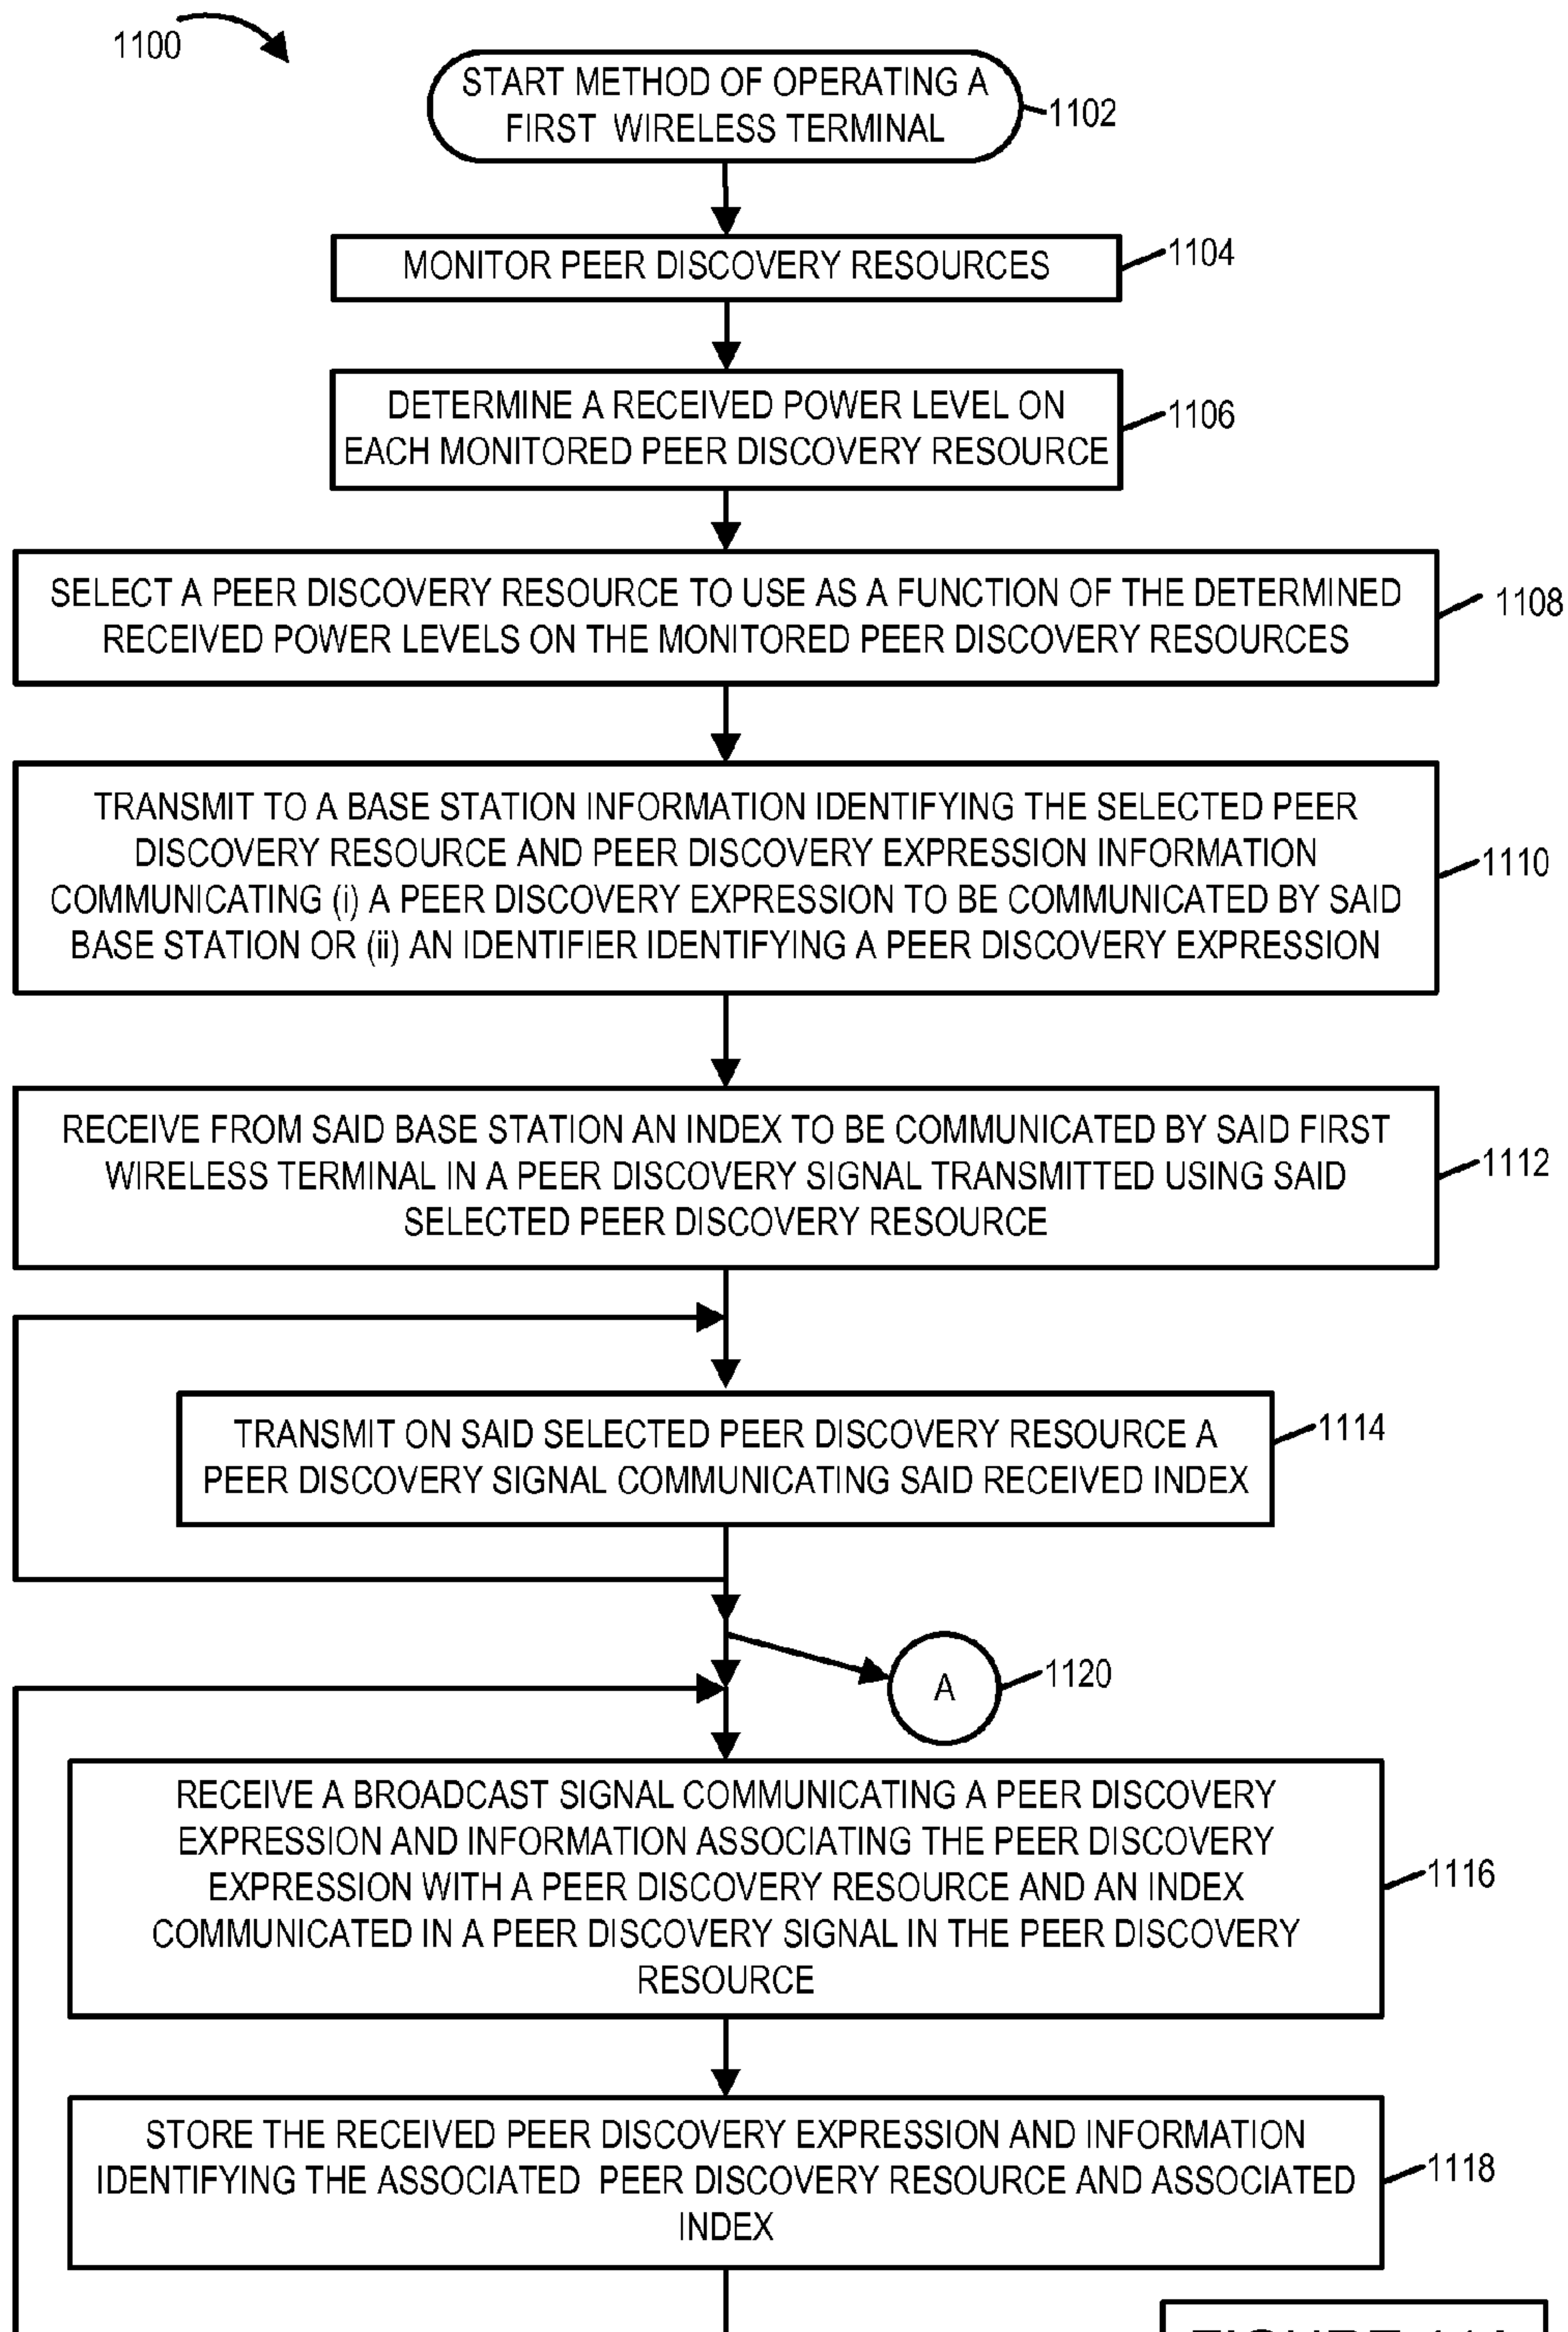 1100
START METHOD OF OPERATING A
FIRST WIRELESS TERMINAL
1102
MONITOR PEER DISCOVERY RESOURCES
1104
DETERMINE A RECEIVED POWER LEVEL ON
EACH MONITORED PEER DISCOVERY RESOURCE
1106
SELECT A PEER DISCOVERY RESOURCE TO USE AS A FUNCTION OF THE DETERMINED
RECEIVED POWER LEVELS ON THE MONITORED PEER DISCOVERY RESOURCES
1108
TRANSMIT TO A BASE STATION INFORMATION IDENTIFYING THE SELECTED PEER
DISCOVERY RESOURCE AND PEER DISCOVERY EXPRESSION INFORMATION
COMMUNICATING (i) A PEER DISCOVERY EXPRESSION TO BE COMMUNICATED BY SAID
BASE STATION OR (ii) AN IDENTIFIER IDENTIFYING A PEER DISCOVERY EXPRESSION
1110
RECEIVE FROM SAID BASE STATION AN INDEX TO BE COMMUNICATED BY SAID FIRST
WIRELESS TERMINAL IN A PEER DISCOVERY SIGNAL TRANSMITTED USING SAID
SELECTED PEER DISCOVERY RESOURCE
1112
TRANSMIT ON SAID SELECTED PEER DISCOVERY RESOURCE A
PEER DISCOVERY SIGNAL COMMUNICATING SAID RECEIVED INDEX
1114
A
1120
RECEIVE A BROADCAST SIGNAL COMMUNICATING A PEER DISCOVERY
EXPRESSION AND INFORMATION ASSOCIATING THE PEER DISCOVERY
EXPRESSION WITH A PEER DISCOVERY RESOURCE AND AN INDEX
COMMUNICATED IN A PEER DISCOVERY SIGNAL IN THE PEER DISCOVERY
RESOURCE
1116
STORE THE RECEIVED PEER DISCOVERY EXPRESSION AND INFORMATION
IDENTIFYING THE ASSOCIATED PEER DISCOVERY RESOURCE AND ASSOCIATED
INDEX
1118